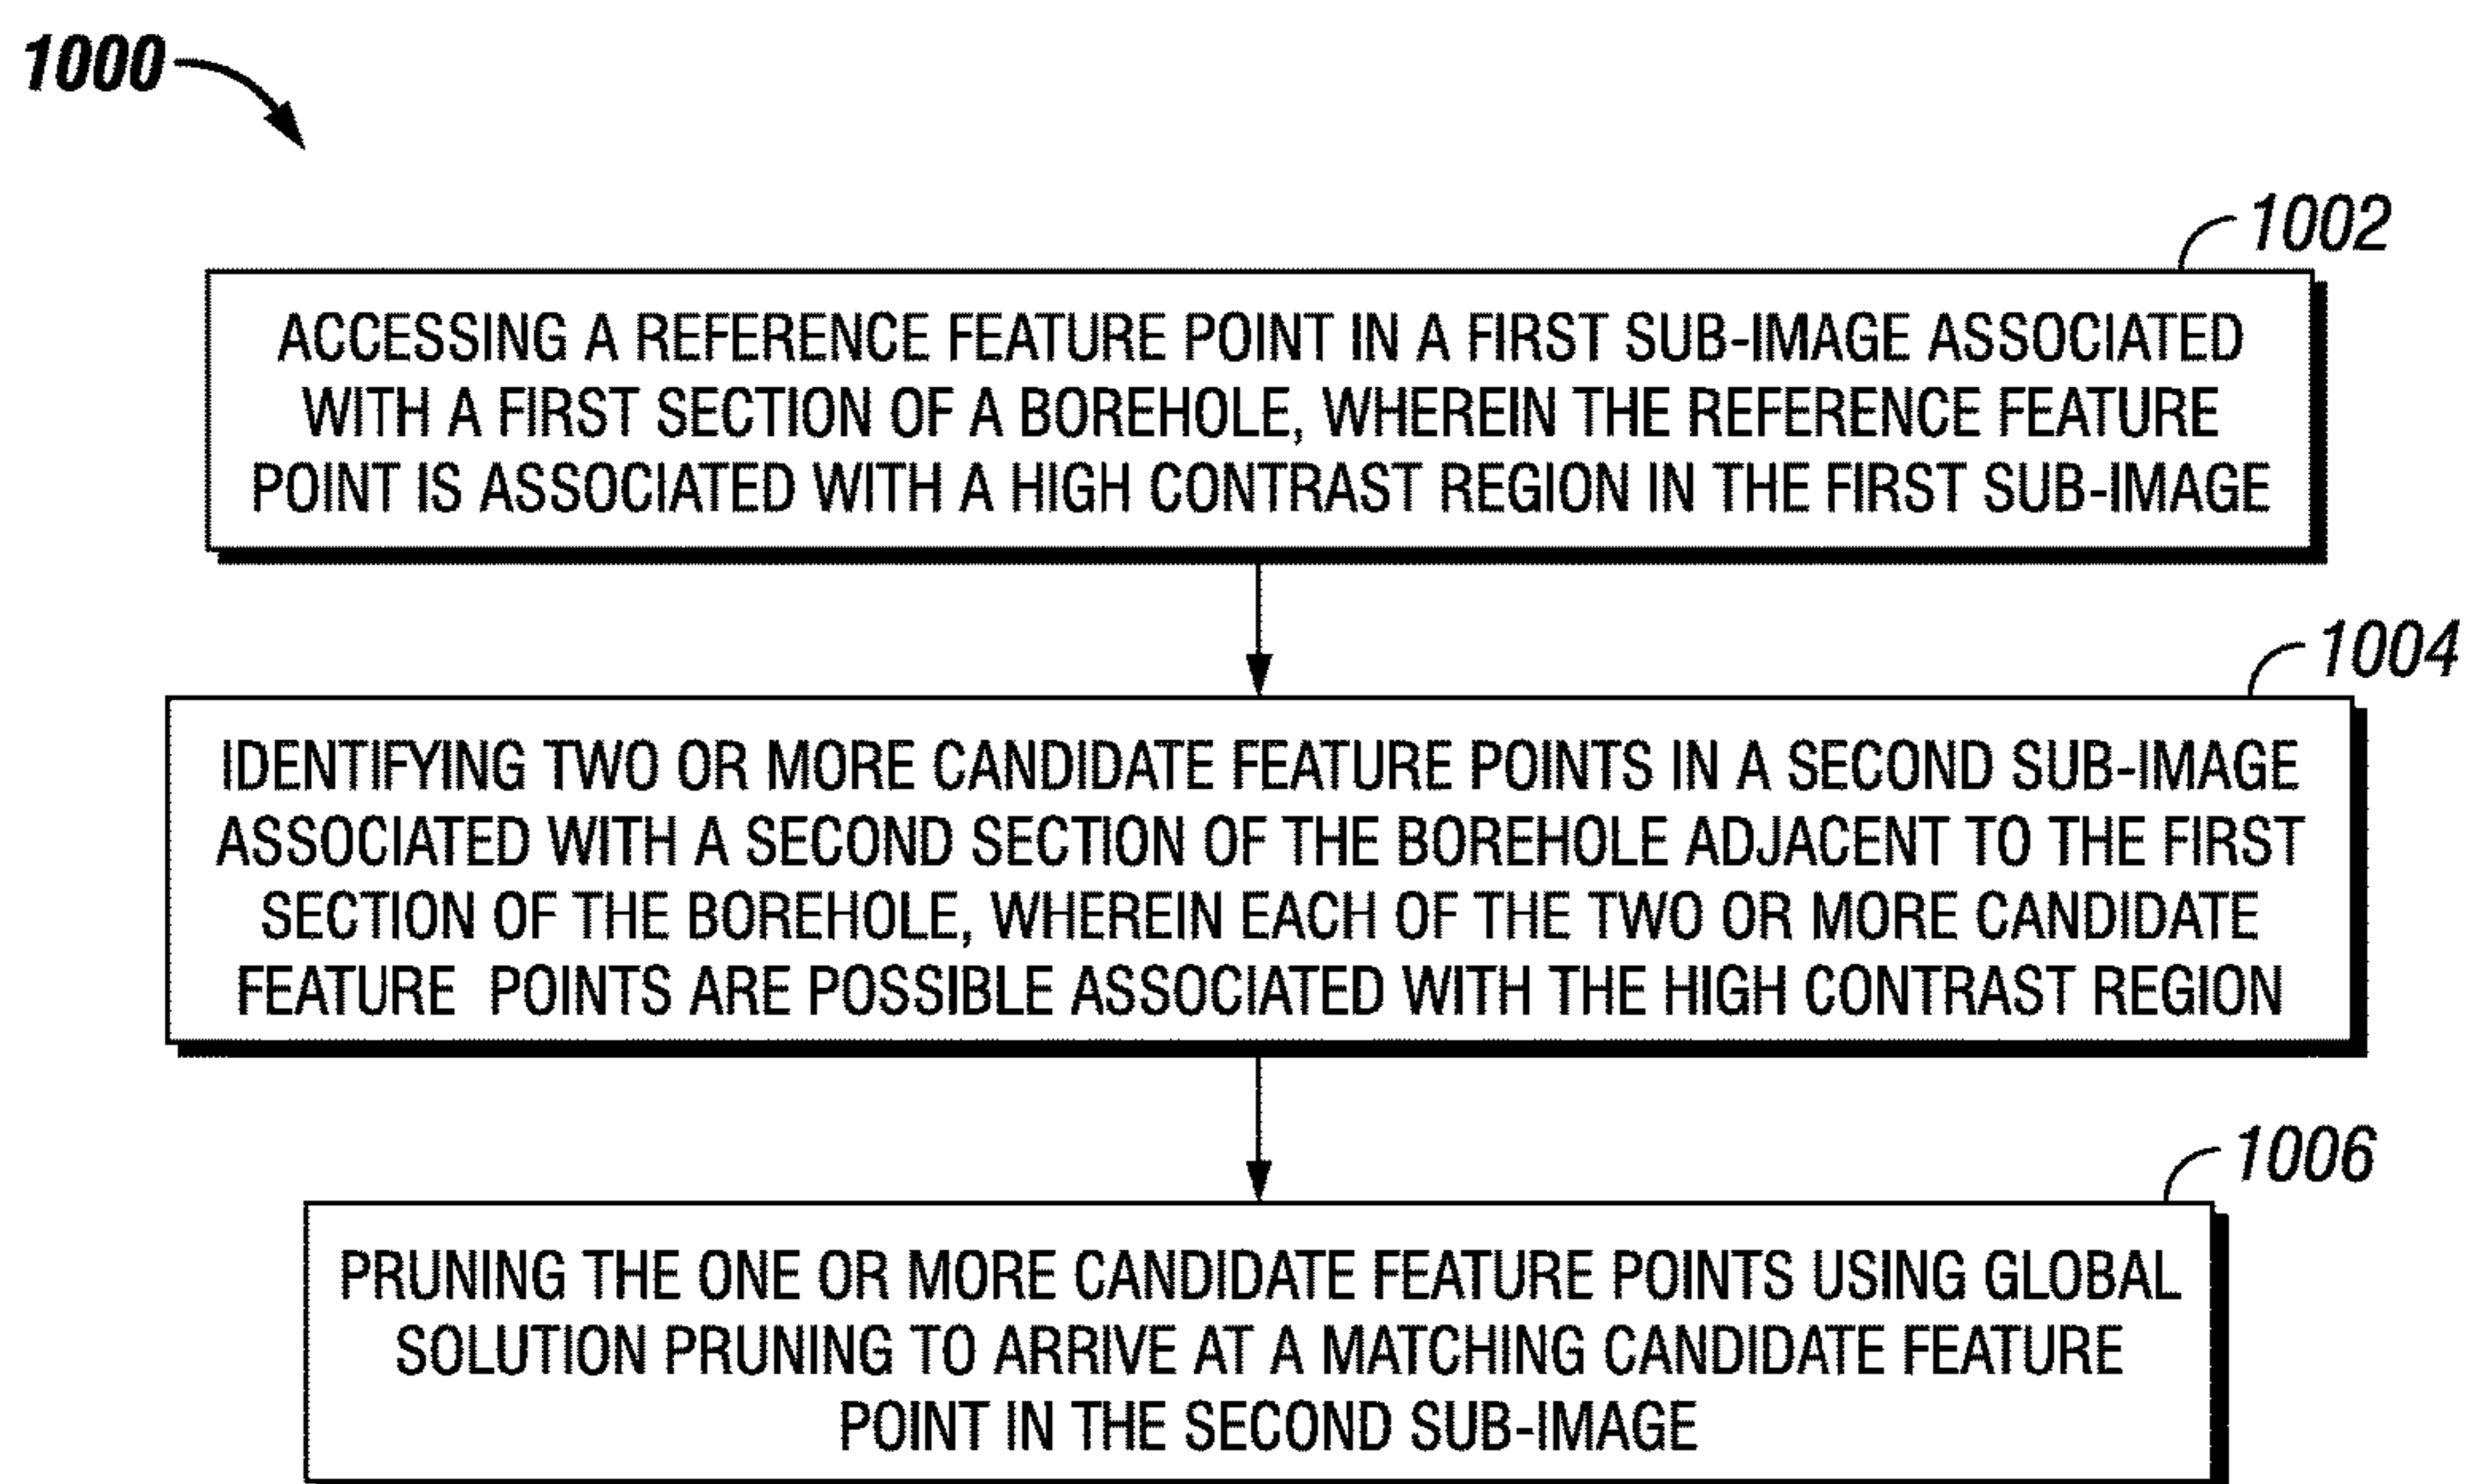 1000
1002
ACCESSING A REFERENCE FEATURE POINT IN A FIRST SUB-IMAGE ASSOCIATED
WITH A FIRST SECTION OF A BOREHOLE, WHEREIN THE REFERENCE FEATURE
POINT IS ASSOCIATED WITH A HIGH CONTRAST REGION IN THE FIRST SUB-IMAGE
1004
IDENTIFYING TWO OR MORE CANDIDATE FEATURE POINTS IN A SECOND SUB-IMAGE
ASSOCIATED WITH A SECOND SECTION OF THE BOREHOLE ADJACENT TO THE FIRST
SECTION OF THE BOREHOLE, WHEREIN EACH OF THE TWO OR MORE CANDIDATE
FEATURE POINTS ARE POSSIBLE ASSOCIATED WITH THE HIGH CONTRAST REGION
1006
PRUNING THE ONE OR MORE CANDIDATE FEATURE POINTS USING GLOBAL
SOLUTION PRUNING TO ARRIVE AT A MATCHING CANDIDATE FEATURE
POINT IN THE SECOND SUB-IMAGE